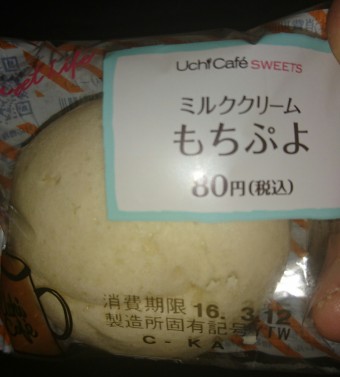 Uchi Café SWEETS
ミルククリーム
もちぷよ
80円(税込)
消費期限 16. 3.12
製造所固有記号 YTW
C-KA